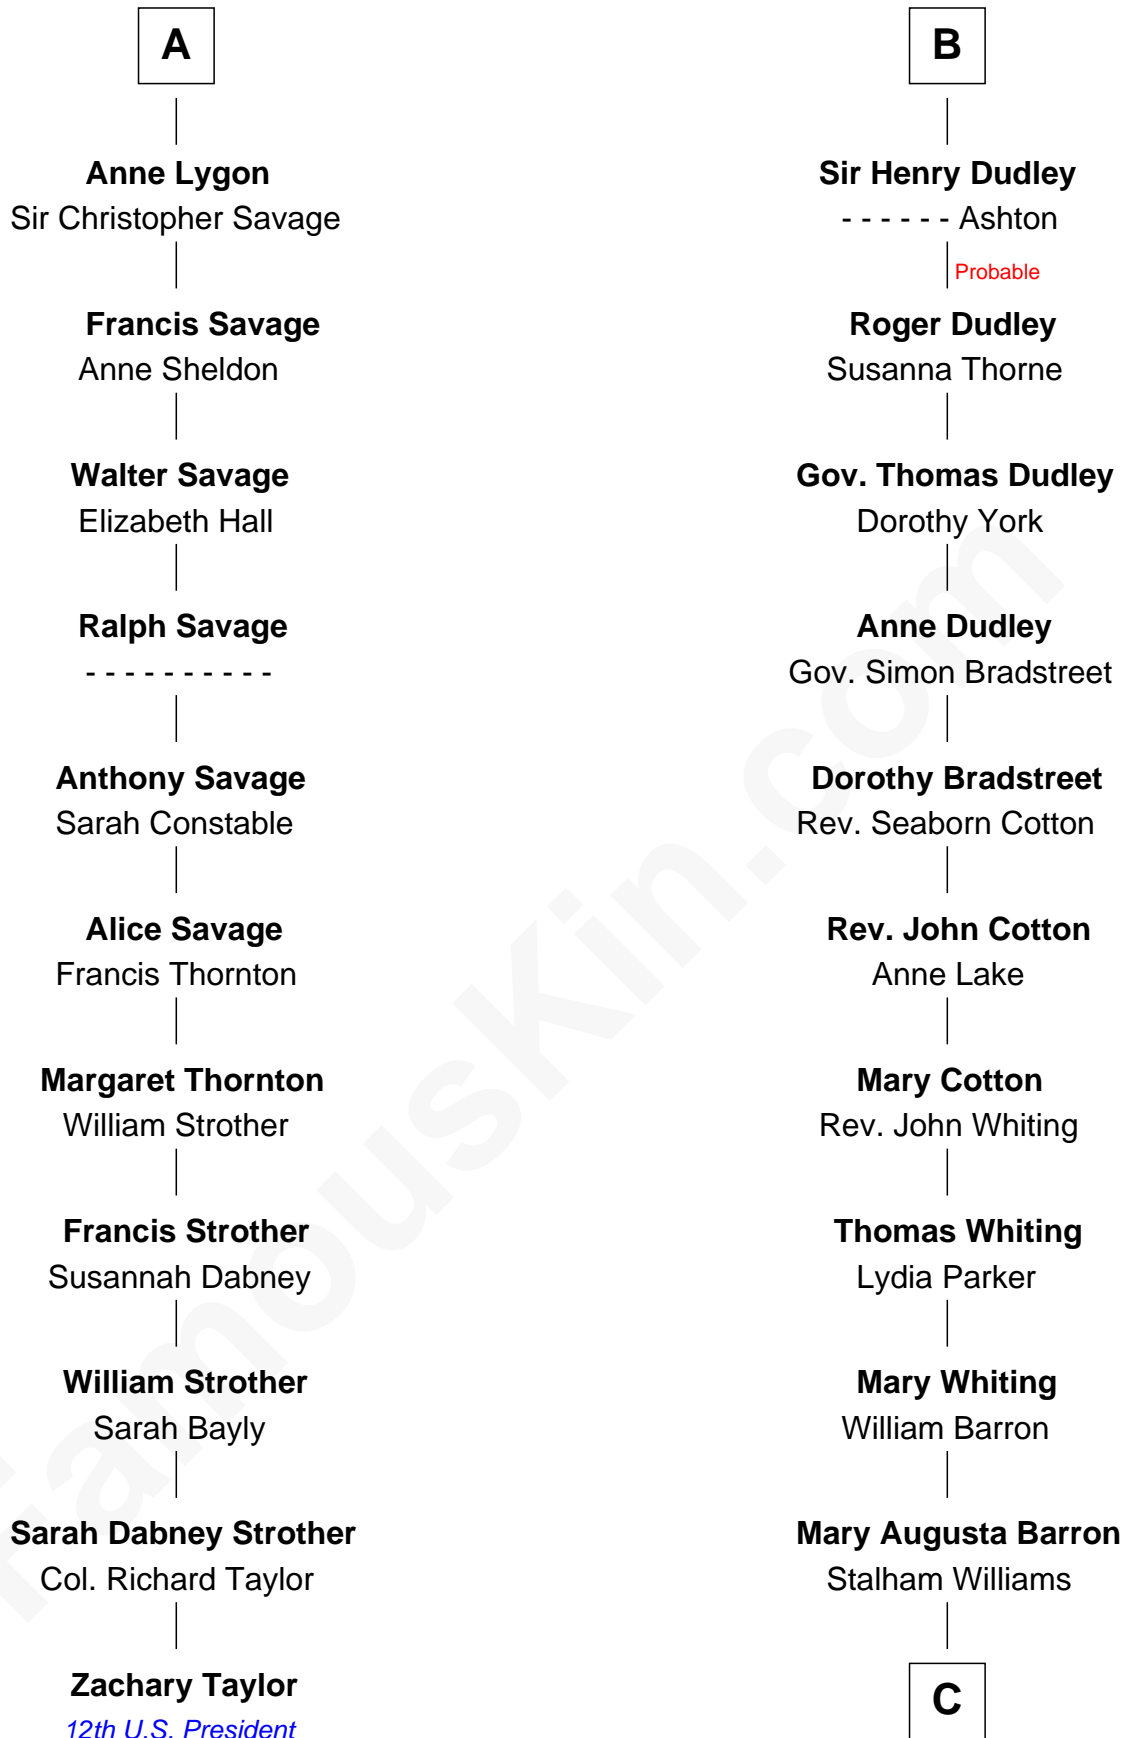 A
Anne Lygon
Sir Christopher Savage
Francis Savage
Anne Sheldon
Walter Savage
Elizabeth Hall
Ralph Savage
- - - - - - - - - -
Anthony Savage
Sarah Constable
Alice Savage
Francis Thornton
Margaret Thornton
William Strother
Francis Strother
Susannah Dabney
William Strother
Sarah Bayly
Sarah Dabney Strother
Col. Richard Taylor
Zachary Taylor
12th U.S. President
B
Sir Henry Dudley
- - - - - - Ashton
Probable
Roger Dudley
Susanna Thorne
Gov. Thomas Dudley
Dorothy York
Anne Dudley
Gov. Simon Bradstreet
Dorothy Bradstreet
Rev. Seaborn Cotton
Rev. John Cotton
Anne Lake
Mary Cotton
Rev. John Whiting
Thomas Whiting
Lydia Parker
Mary Whiting
William Barron
Mary Augusta Barron
Stalham Williams
C
famouskin.com